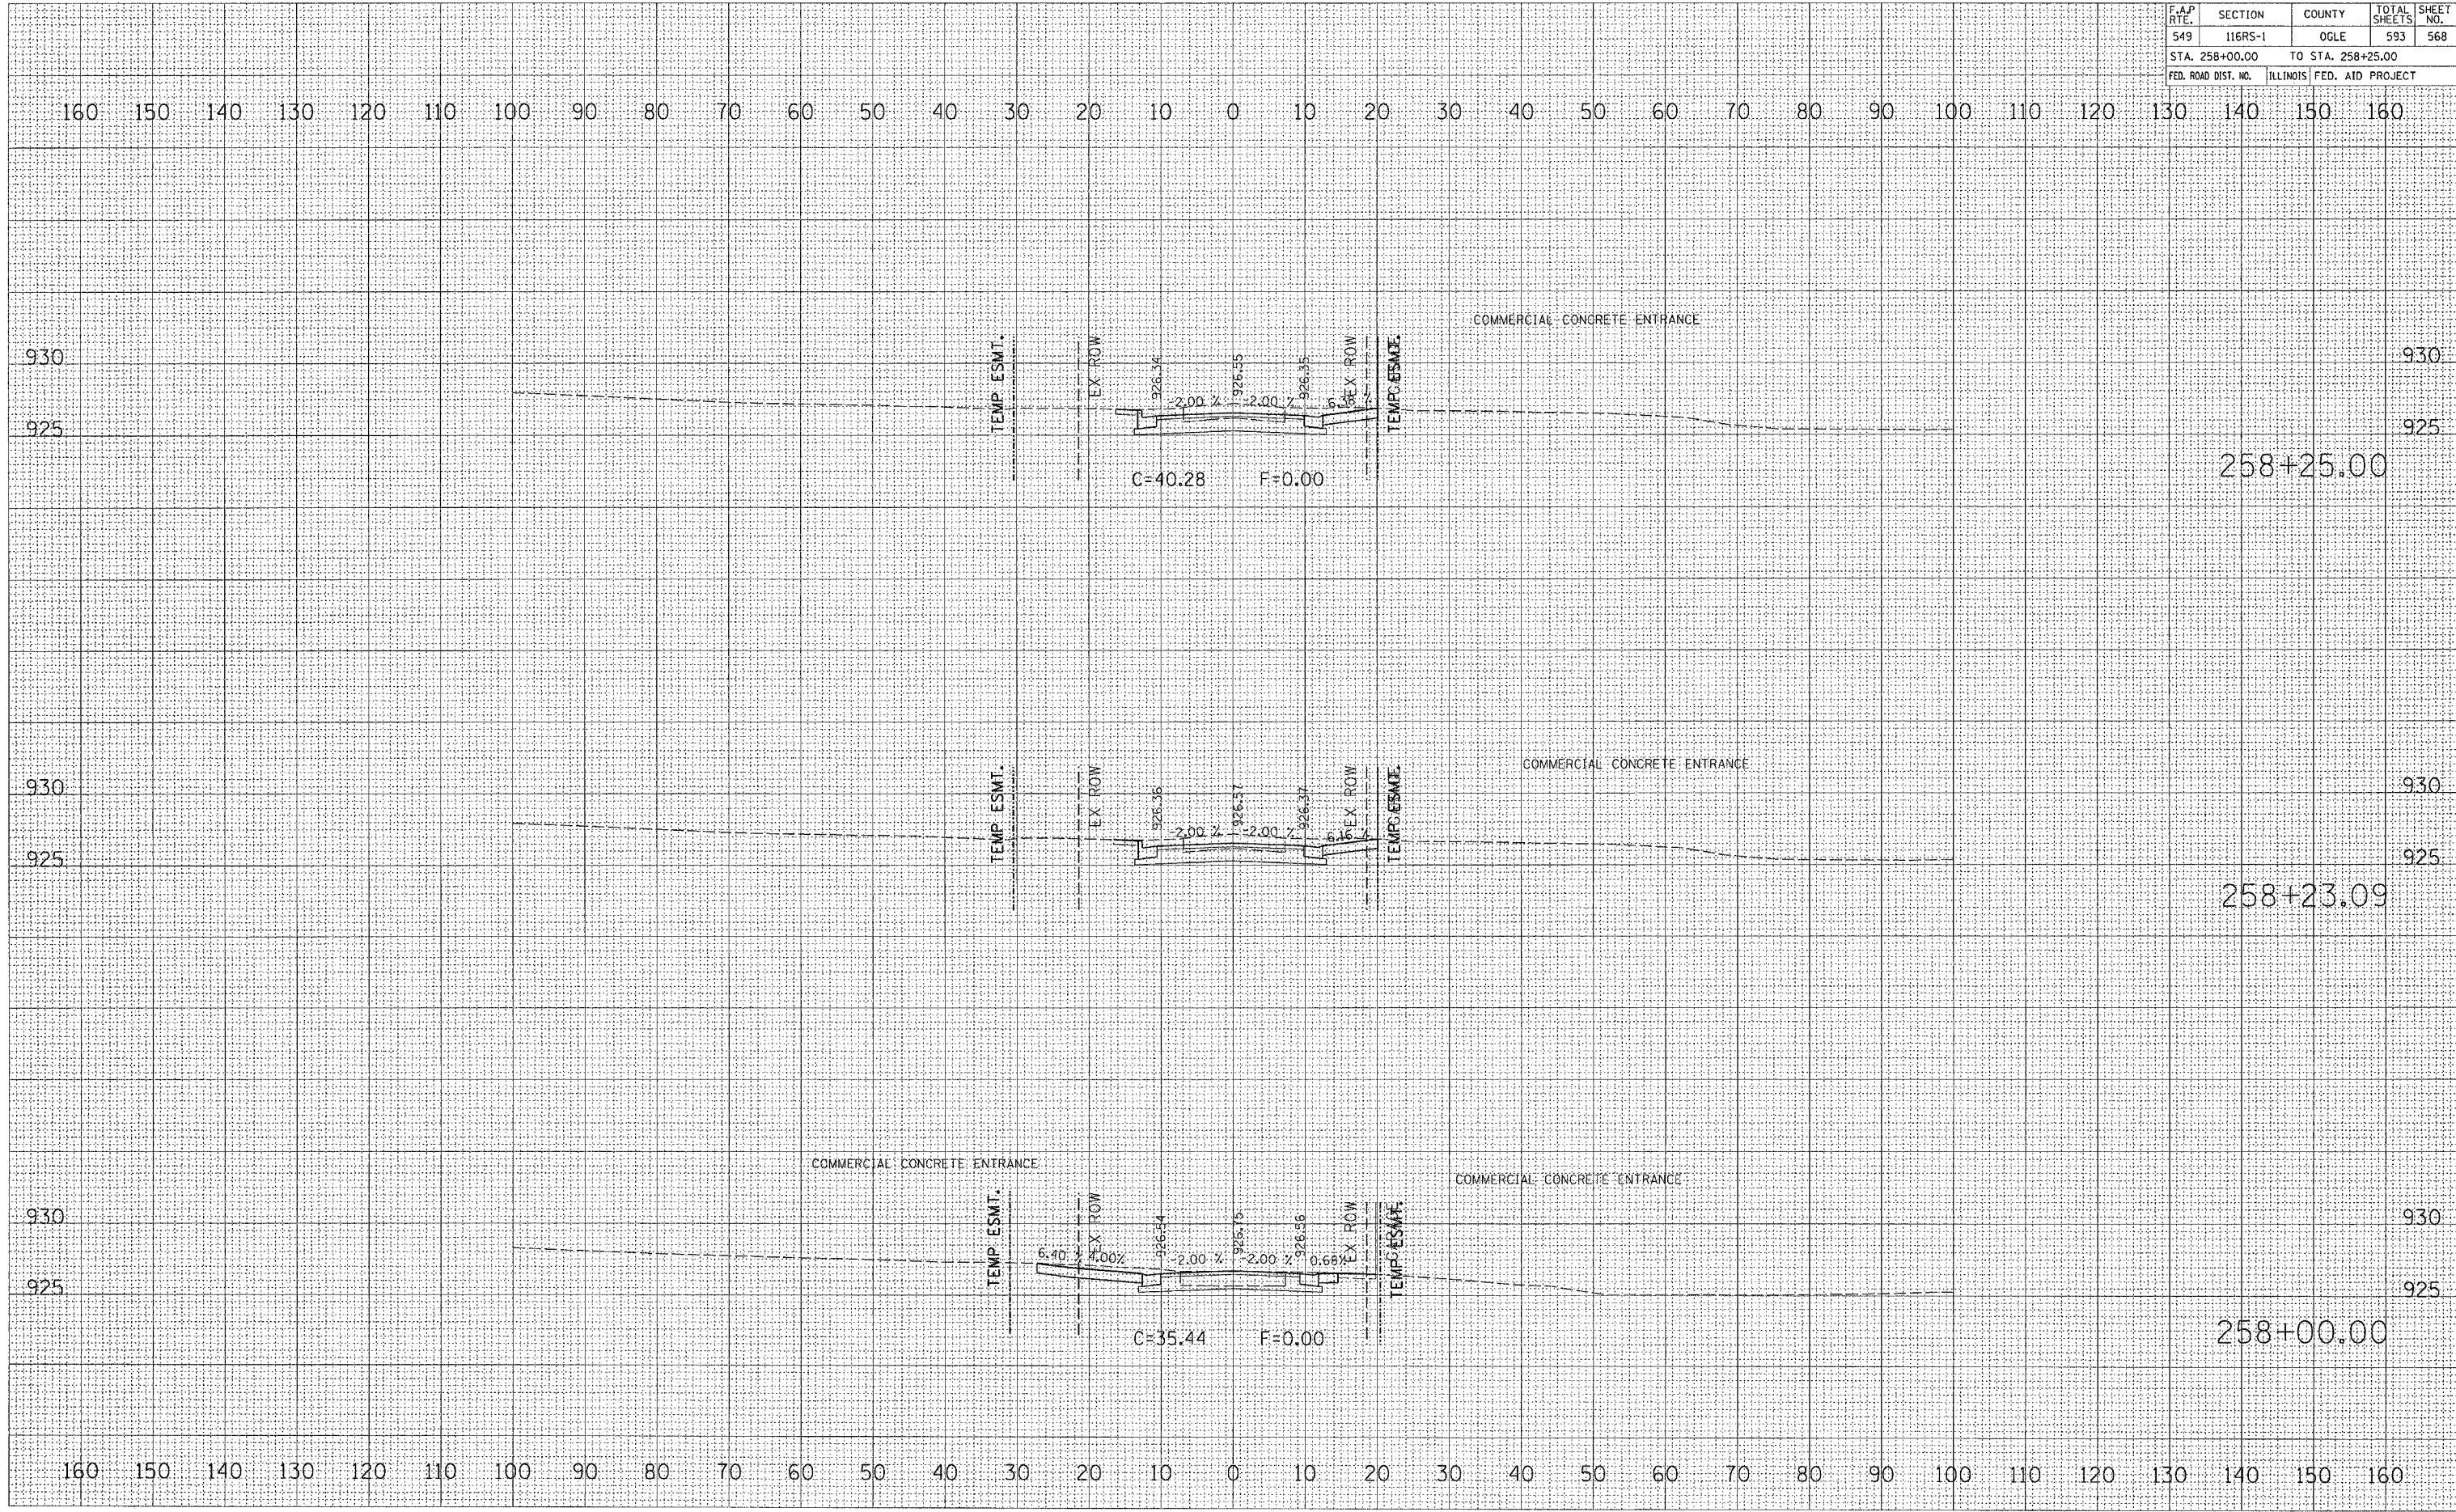 F.A.P RTE. SECTION COUNTY TOTAL SHEETS SHEET NO.
549 116RS-1 OGLE 593 568
STA. 258+00.00 TO STA. 258+25.00
FED. ROAD DIST. NO. ILLINOIS FED. AID PROJECT
160 150 140 130 120 110 100 90 80 70 60 50 40 30 20 10 0 10 20 30 40 50 60 70 80 90 100 110 120 130 140 150 160
COMMERCIAL CONCRETE ENTRANCE
930 TEMP ESMT. EX ROW 926.34 926.55 926.35 EX ROW TEMP ESMT. 930
-2.00 % -2.00 %
925 925
258+25.00
C=40.28 F=0.00
COMMERCIAL CONCRETE ENTRANCE
930 TEMP ESMT. EX ROW 926.36 926.57 926.37 EX ROW TEMP ESMT. 930
-2.00 % -2.00 % 6.16 %
925 925
258+23.09
COMMERCIAL CONCRETE ENTRANCE
COMMERCIAL CONCRETE ENTRANCE
930 TEMP ESMT. EX ROW 926.54 926.75 926.56 EX ROW TEMP ESMT. 930
6.40 % 4.00% -2.00 % -2.00 % 0.68%
925 925
258+00.00
C=35.44 F=0.00
160 150 140 130 120 110 100 90 80 70 60 50 40 30 20 10 0 10 20 30 40 50 60 70 80 90 100 110 120 130 140 150 160